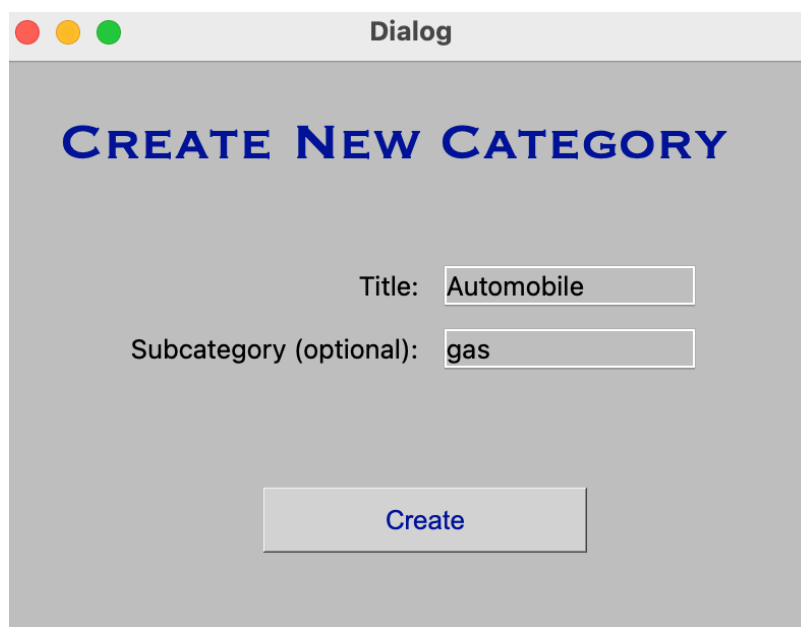 Dialog
Create New Category
Title: Automobile
Subcategory (optional): gas
Create